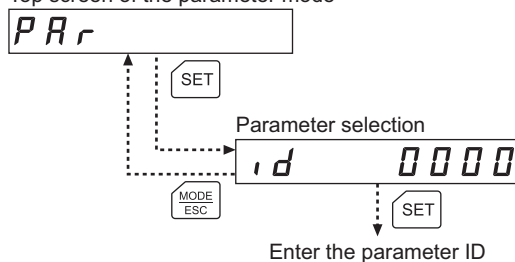 Top screen of the parameter mode
PAr
SET
Parameter selection
id 0000
MODE
ESC
SET
Enter the parameter ID